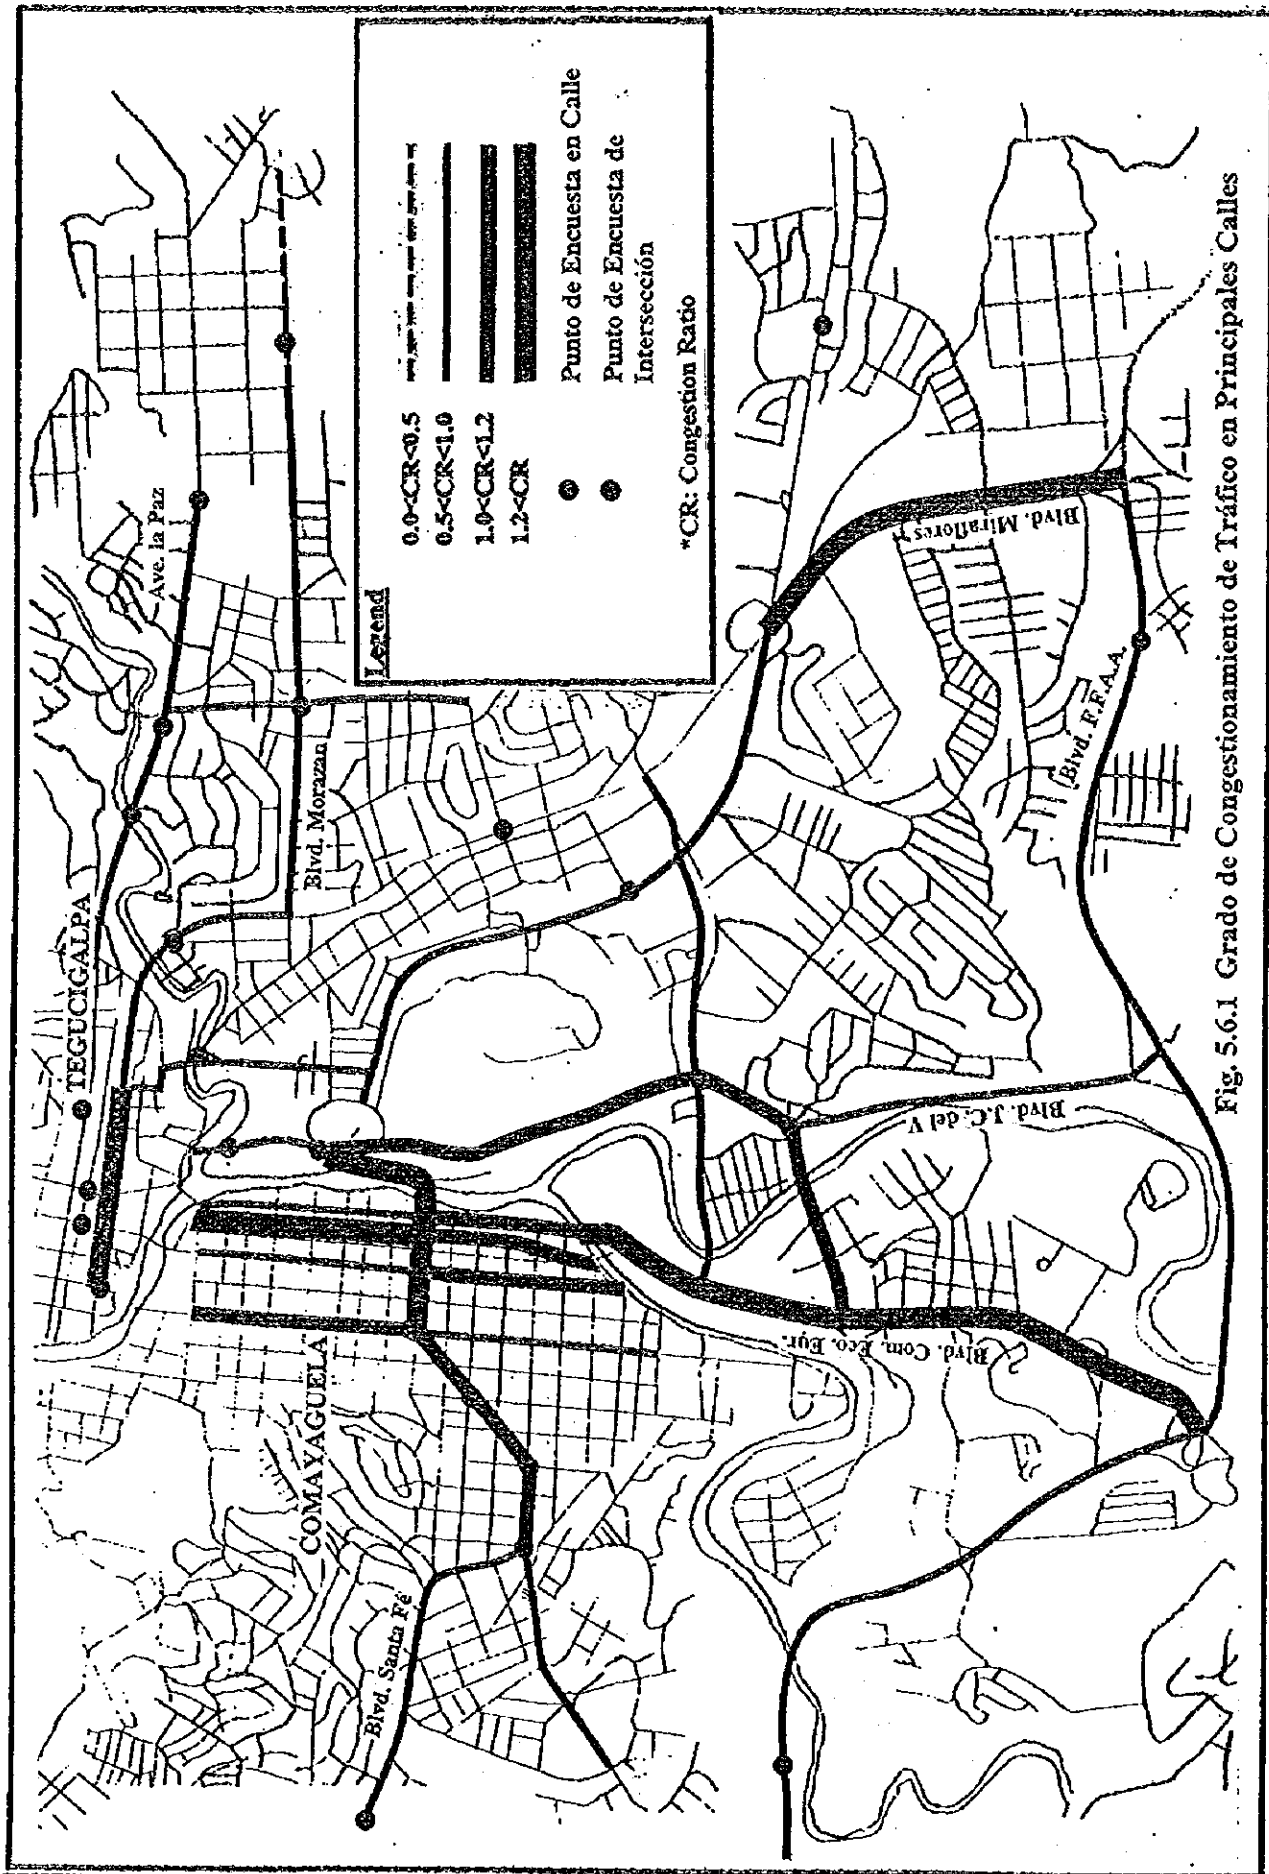 TEGUCIGALPA
Ave. la Paz
Blvd. Morazan
COMAYAGUELA
Blvd. Santa Fé
Legend
0.0<CR<0.5
0.5<CR<1.0
1.0<CR<1.2
1.2<CR
Punto de Encuesta en Calle
Punto de Encuesta de
Intersección
*CR: Congestion Ratio
Blvd. Miraflores
Blvd. F.F.A.A.
Blvd. J.C. del V
Blvd. Com. Eco. Eur.
Fig. 5.6.1 Grado de Congestionamiento de Tráfico en Principales Calles